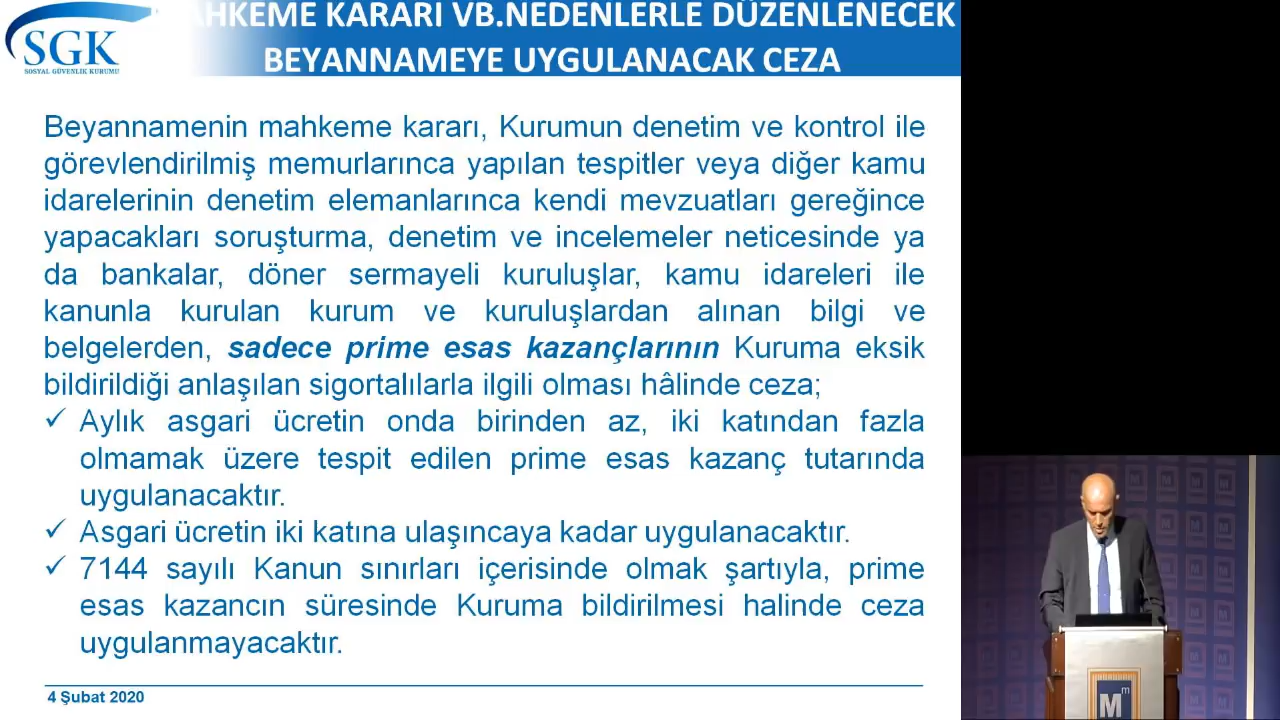 MAHKEME KARARI VB.NEDENLERLE DÜZENLENECEK
BEYANNAMEYE UYGULANACAK CEZA
SGK
SOSYAL GÜVENLİK KURUMU
Beyannamenin mahkeme kararı, Kurumun denetim ve kontrol ile
görevlendirilmiş memurlarınca yapılan tespitler veya diğer kamu
idarelerinin denetim elemanlarınca kendi mevzuatları gereğince
yapacakları soruşturma, denetim ve incelemeler neticesinde ya
da bankalar, döner sermayeli kuruluşlar, kamu idareleri ile
kanunla kurulan kurum ve kuruluşlardan alınan bilgi ve
belgelerden, sadece prime esas kazançlarının Kuruma eksik
bildirildiği anlaşılan sigortalılarla ilgili olması hâlinde ceza;
✓ Aylık asgari ücretin onda birinden az, iki katından fazla
olmamak üzere tespit edilen prime esas kazanç tutarında
uygulanacaktır.
✓ Asgari ücretin iki katına ulaşıncaya kadar uygulanacaktır.
✓ 7144 sayılı Kanun sınırları içerisinde olmak şartıyla, prime
esas kazancın süresinde Kuruma bildirilmesi halinde ceza
uygulanmayacaktır.
4 Şubat 2020
Mm